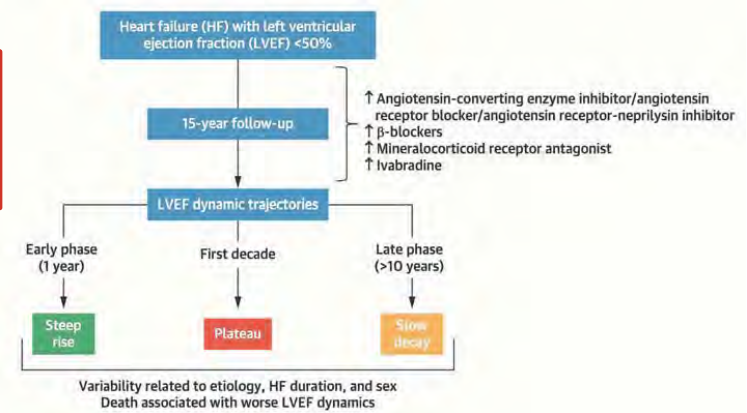 Heart failure (HF) with left ventricular
ejection fraction (LVEF) <50%
15-year follow-up
↑ Angiotensin-converting enzyme inhibitor/angiotensin
receptor blocker/angiotensin receptor-neprilysin inhibitor
↑ β-blockers
↑ Mineralocorticoid receptor antagonist
↑ Ivabradine
LVEF dynamic trajectories
Early phase
(1 year)
First decade
Late phase
(>10 years)
Steep
rise
Plateau
Slow
decay
Variability related to etiology, HF duration, and sex
Death associated with worse LVEF dynamics